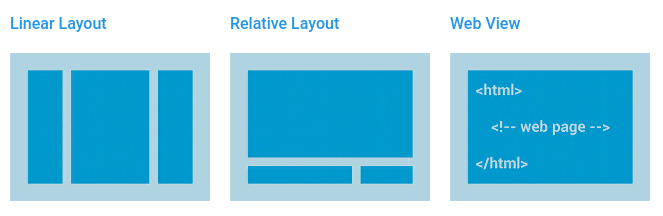 Linear Layout
Relative Layout
Web View
<html>
<!-- web page -->
</html>